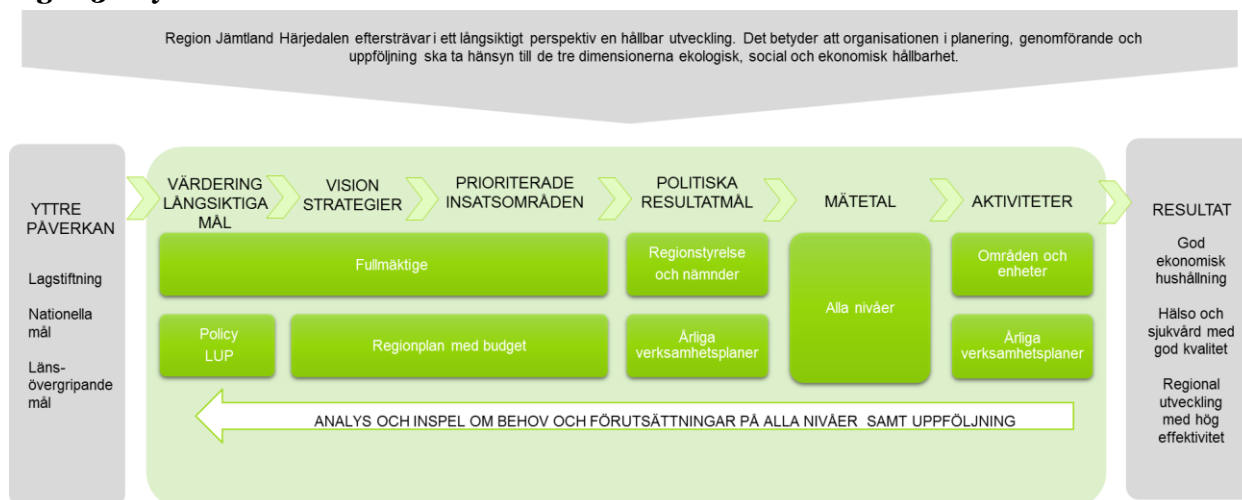 Region Jämtland Härjedalen eftersträvar i ett långsiktigt perspektiv en hållbar utveckling. Det betyder att organisationen i planering, genomförande och
uppföljning ska ta hänsyn till de tre dimensionerna ekologisk, social och ekonomisk hållbarhet.
YTTRE
PÅVERKAN
Lagstiftning
Nationella
mål
Läns-
övergripande
mål
VÄRDERING
LÅNGSIKTIGA
MÅL
VISION
STRATEGIER
PRIORITERADE
INSATSOMRÅDEN
POLITISKA
RESULTATMÅL
MÄTETAL
AKTIVITETER
Fullmäktige
Regionstyrelse
och nämnder
Alla nivåer
Områden och
enheter
Policy
LUP
Regionplan med budget
Årliga
verksamhetsplaner
Årliga
verksamhetsplaner
ANALYS OCH INSPEL OM BEHOV OCH FÖRUTSÄTTNINGAR PÅ ALLA NIVÅER SAMT UPPFÖLJNING
RESULTAT
God
ekonomisk
hushållning
Hälso och
sjukvård med
god kvalitet
Regional
utveckling
med hög
effektivitet